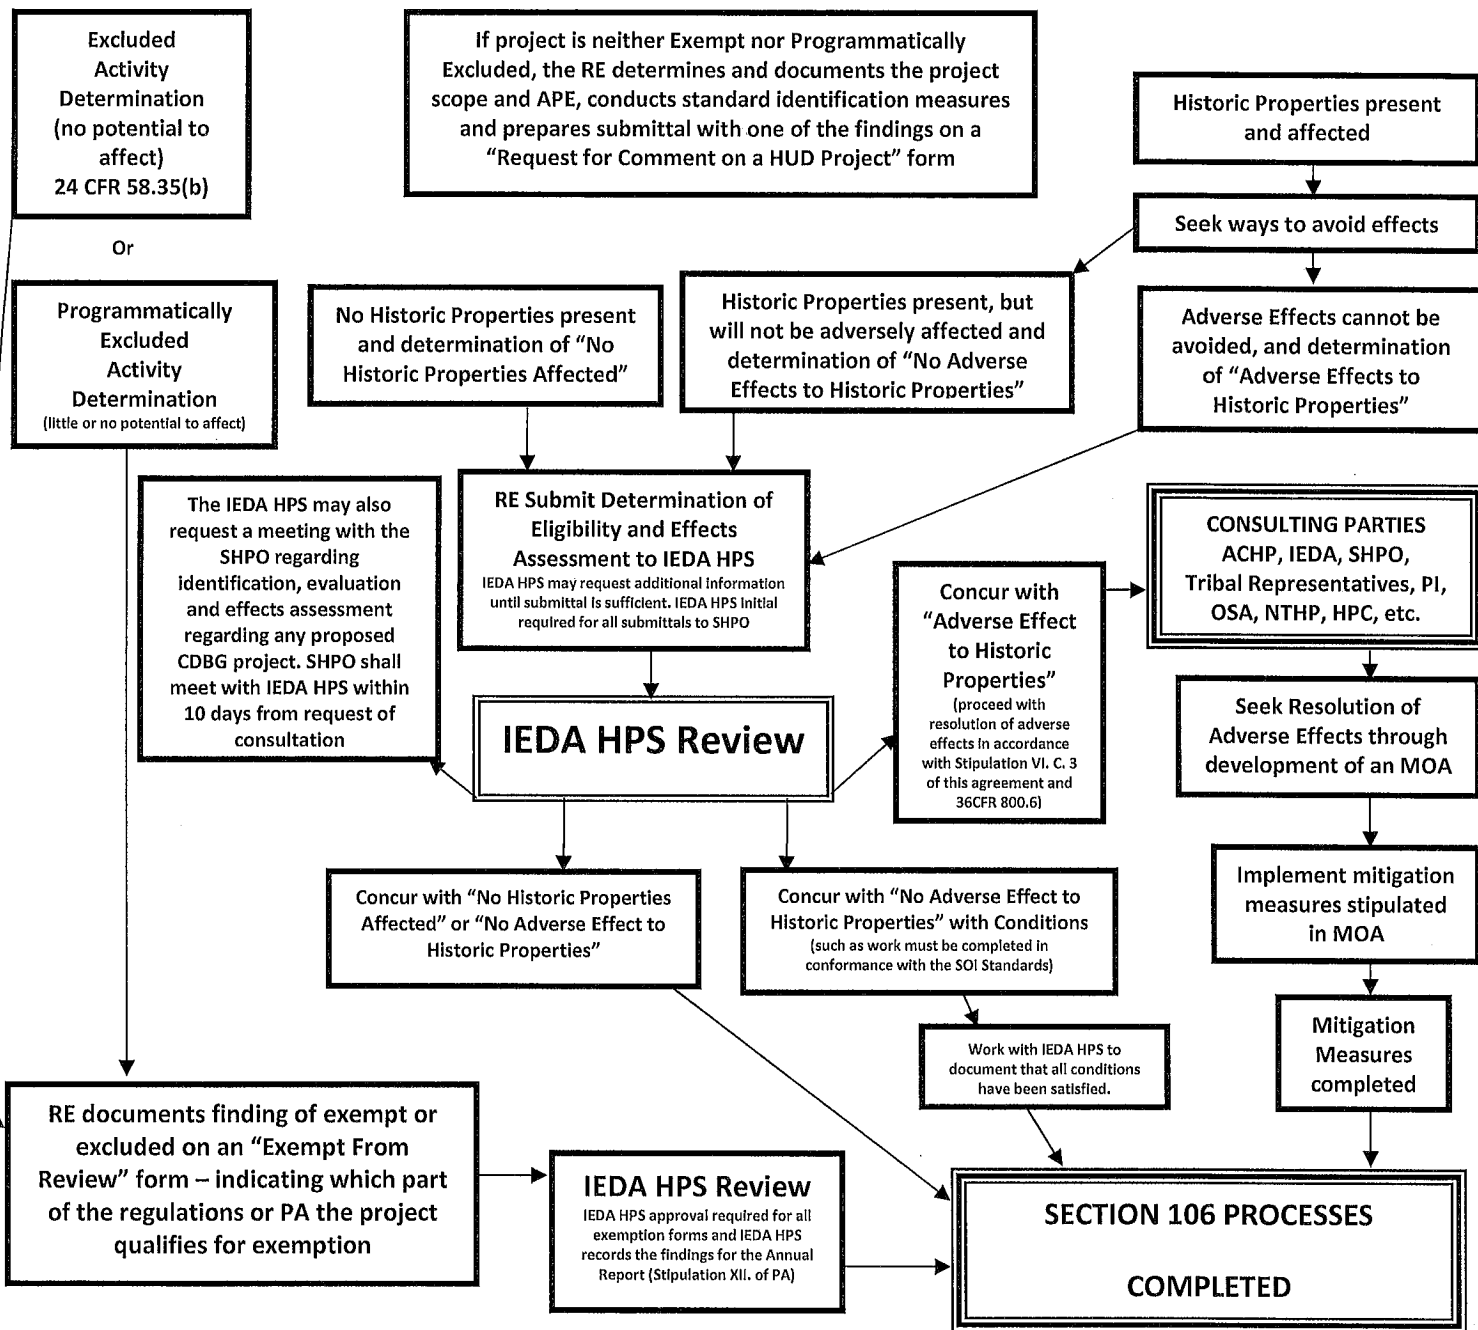 Excluded
Activity
Determination
(no potential to
affect)
24 CFR 58.35(b)
Or
Programmatically
Excluded
Activity
Determination
(little or no potential to affect)
If project is neither Exempt nor Programmatically
Excluded, the RE determines and documents the project
scope and APE, conducts standard identification measures
and prepares submittal with one of the findings on a
“Request for Comment on a HUD Project” form
Historic Properties present
and affected
Seek ways to avoid effects
No Historic Properties present
and determination of “No
Historic Properties Affected”
Historic Properties present, but
will not be adversely affected and
determination of “No Adverse
Effects to Historic Properties”
Adverse Effects cannot be
avoided, and determination
of “Adverse Effects to
Historic Properties”
The IEDA HPS may also
request a meeting with the
SHPO regarding
identification, evaluation
and effects assessment
regarding any proposed
CDBG project. SHPO shall
meet with IEDA HPS within
10 days from request of
consultation
RE Submit Determination of
Eligibility and Effects
Assessment to IEDA HPS
IEDA HPS may request additional information
until submittal is sufficient. IEDA HPS initial
required for all submittals to SHPO
IEDA HPS Review
Concur with
“Adverse Effect
to Historic
Properties”
(proceed with
resolution of adverse
effects in accordance
with Stipulation VI. C. 3
of this agreement and
36CFR 800.6)
CONSULTING PARTIES
ACHP, IEDA, SHPO,
Tribal Representatives, PI,
OSA, NTHP, HPC, etc.
Seek Resolution of
Adverse Effects through
development of an MOA
Implement mitigation
measures stipulated
in MOA
Mitigation
Measures
completed
Concur with “No Historic Properties
Affected” or “No Adverse Effect to
Historic Properties”
Concur with “No Adverse Effect to
Historic Properties” with Conditions
(such as work must be completed in
conformance with the SOI Standards)
Work with IEDA HPS to
document that all conditions
have been satisfied.
RE documents finding of exempt or
excluded on an “Exempt From
Review” form – indicating which part
of the regulations or PA the project
qualifies for exemption
IEDA HPS Review
IEDA HPS approval required for all
exemption forms and IEDA HPS
records the findings for the Annual
Report (Stipulation XII. of PA)
SECTION 106 PROCESSES
COMPLETED